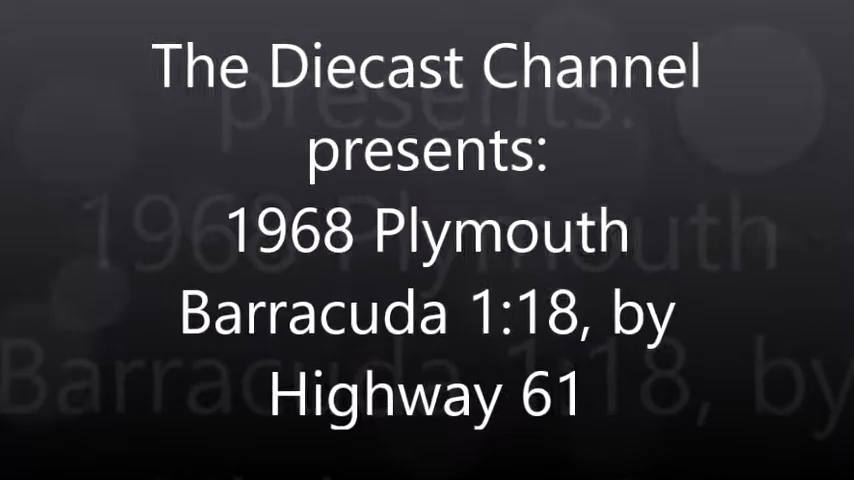 The Diecast Channel
presents:
1968 Plymouth
Barracuda 1:18, by
Highway 61